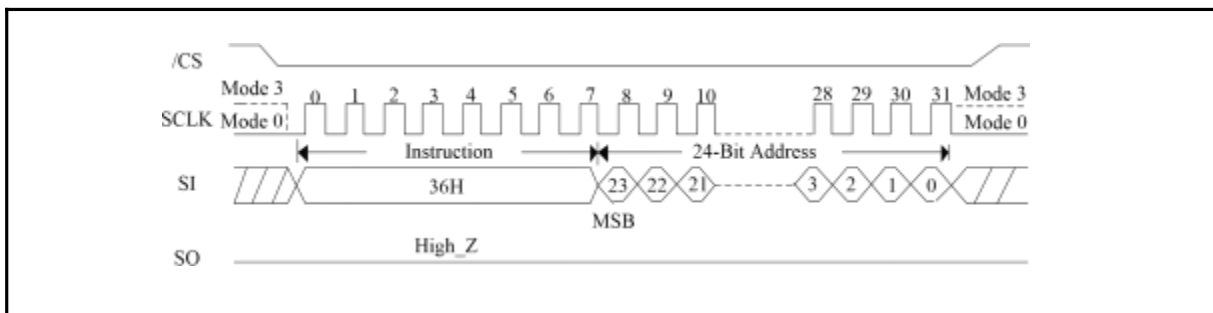 /CS
Mode 3 0 1 2 3 4 5 6 7 8 9 10 28 29 30 31 Mode 3
SCLK Mode 0 Mode 0
Instruction 24-Bit Address
SI 36H 23 22 21 3 2 1 0
MSB
High_Z
SO